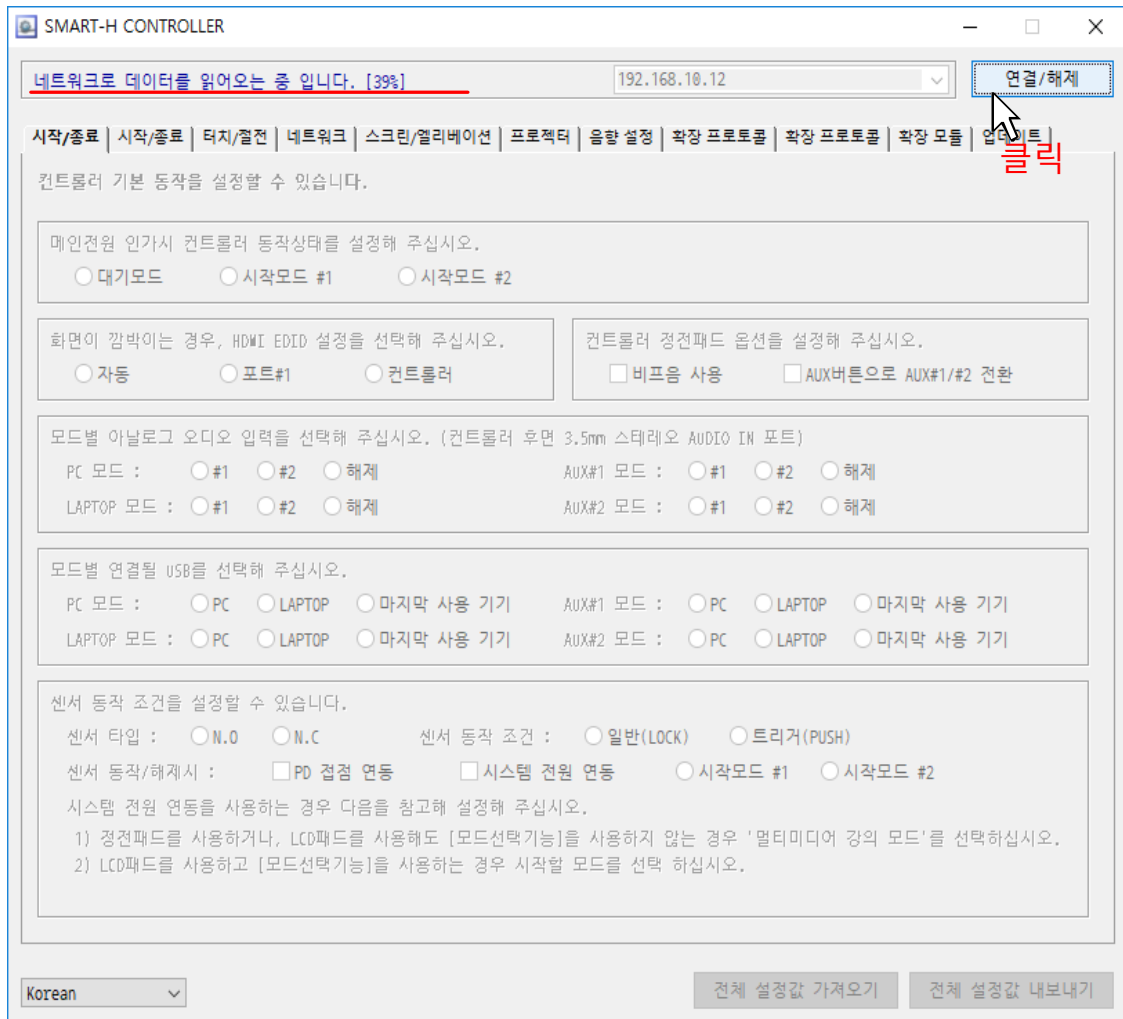 SMART-H CONTROLLER
네트워크로 데이터를 읽어오는 중 입니다. [39%] 192.168.10.12 연결/해제
시작/종료 시작/종료 터치/절전 네트워크 스크린/엘리베이션 프로젝터 음향 설정 확장 프로토콜 확장 프로토콜 확장 모듈 업데이트
클릭
컨트롤러 기본 동작을 설정할 수 있습니다.
메인전원 인가시 컨트롤러 동작상태를 설정해 주십시오.
대기모드 시작모드 #1 시작모드 #2
화면이 깜박이는 경우, HDMI EDID 설정을 선택해 주십시오.
자동 포트#1 컨트롤러
컨트롤러 정전패드 옵션을 설정해 주십시오.
비프음 사용 AUX버튼으로 AUX#1/#2 전환
모드별 아날로그 오디오 입력을 선택해 주십시오. (컨트롤러 후면 3.5mm 스테레오 AUDIO IN 포트)
PC 모드 : #1 #2 해제 AUX#1 모드 : #1 #2 해제
LAPTOP 모드 : #1 #2 해제 AUX#2 모드 : #1 #2 해제
모드별 연결될 USB를 선택해 주십시오.
PC 모드 : PC LAPTOP 마지막 사용 기기 AUX#1 모드 : PC LAPTOP 마지막 사용 기기
LAPTOP 모드 : PC LAPTOP 마지막 사용 기기 AUX#2 모드 : PC LAPTOP 마지막 사용 기기
센서 동작 조건을 설정할 수 있습니다.
센서 타입 : N.O N.C 센서 동작 조건 : 일반(LOCK) 트리거(PUSH)
센서 동작/해제시 : PD 접점 연동 시스템 전원 연동 시작모드 #1 시작모드 #2
시스템 전원 연동을 사용하는 경우 다음을 참고해 설정해 주십시오.
1) 정전패드를 사용하거나, LCD패드를 사용해도 [모드선택기능]을 사용하지 않는 경우 '멀티미디어 강의 모드'를 선택하십시오.
2) LCD패드를 사용하고 [모드선택기능]을 사용하는 경우 시작할 모드를 선택 하십시오.
Korean 전체 설정값 가져오기 전체 설정값 내보내기